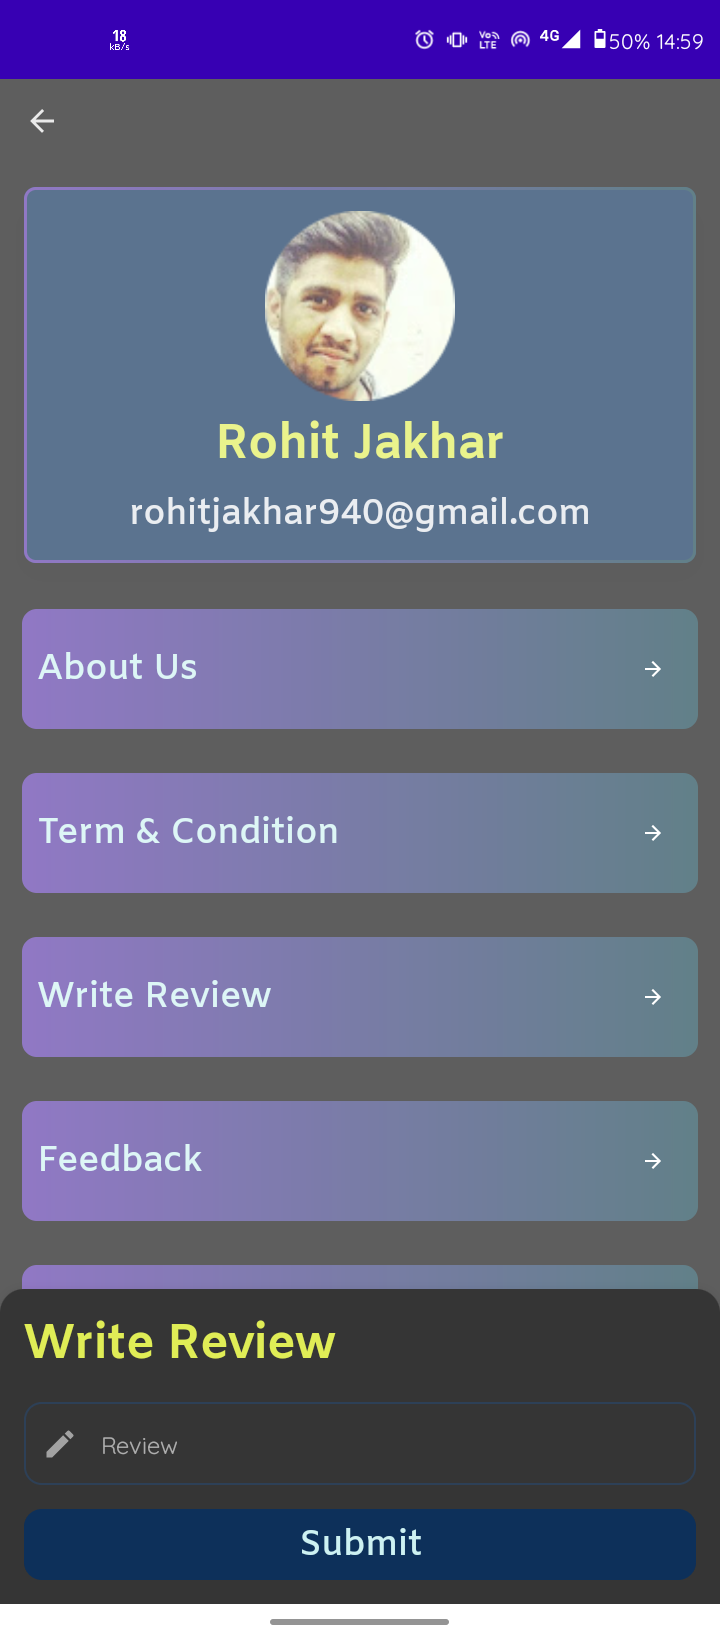 18
kB/s
Vo
LTE
4G
50% 14:59
Rohit Jakhar
rohitjakhar940@gmail.com
About Us
Term & Condition
Write Review
Feedback
Write Review
Review
Submit